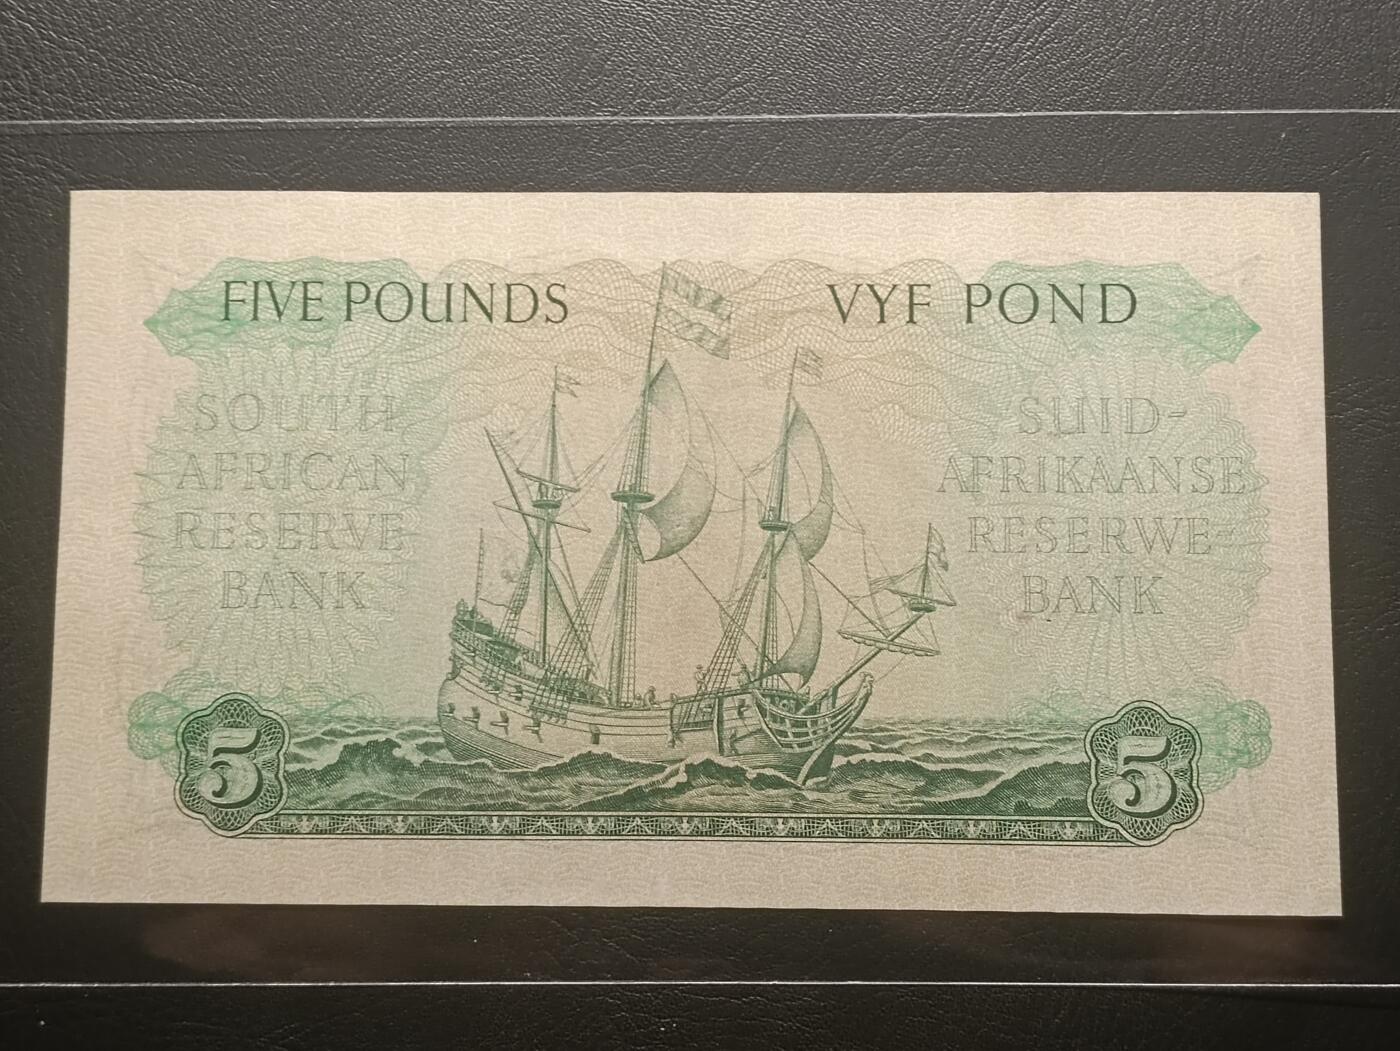 FIVE POUNDS
VYF POND
SOUTH
AFRICAN
RESERVE
BANK
SUID-
AFRIKAANSE
RESERWE-
BANK
5
5